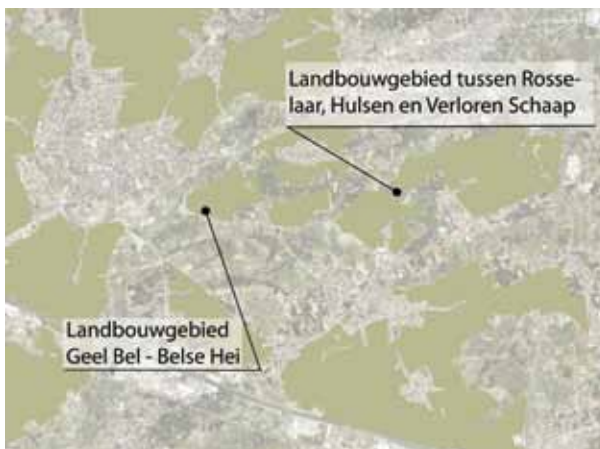 Landbouwgebied tussen Rosse-
laar, Hulsen en Verloren Schaap
Landbouwgebied
Geel Bel - Belse Hei